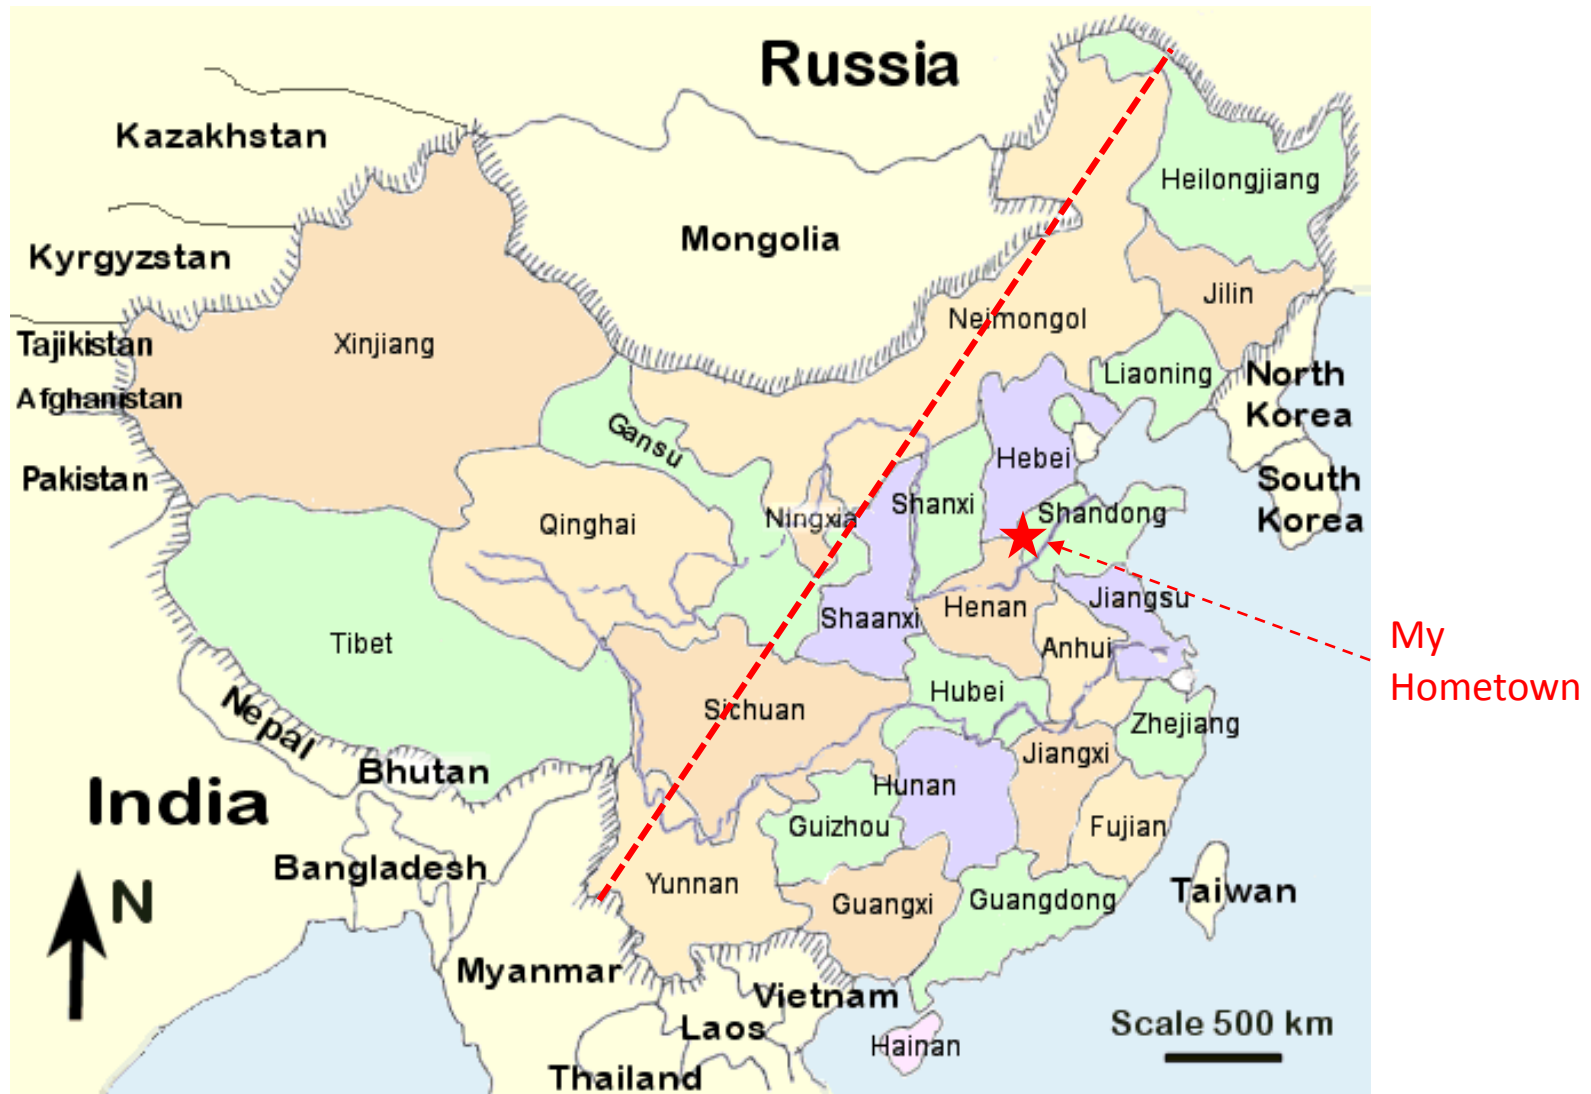 Russia
Kazakhstan
Heilongjiang
Mongolia
Kyrgyzstan
Jilin
Neimongol
Tajikistan
Xinjiang
Liaoning
North
Korea
Afghanistan
Gansu
Hebei
Pakistan
South
Korea
Shanxi
Shandong
Ningxia
Qinghai
Jiangsu
Henan
Shaanxi
My
Hometown
Tibet
Anhui
Hubei
Sichuan
Nepal
Zhejiang
Jiangxi
Bhutan
Hunan
India
Guizhou
Fujian
Bangladesh
Yunnan
Taiwan
N
Guangxi
Guangdong
Myanmar
Vietnam
Laos
Scale 500 km
Hainan
Thailand